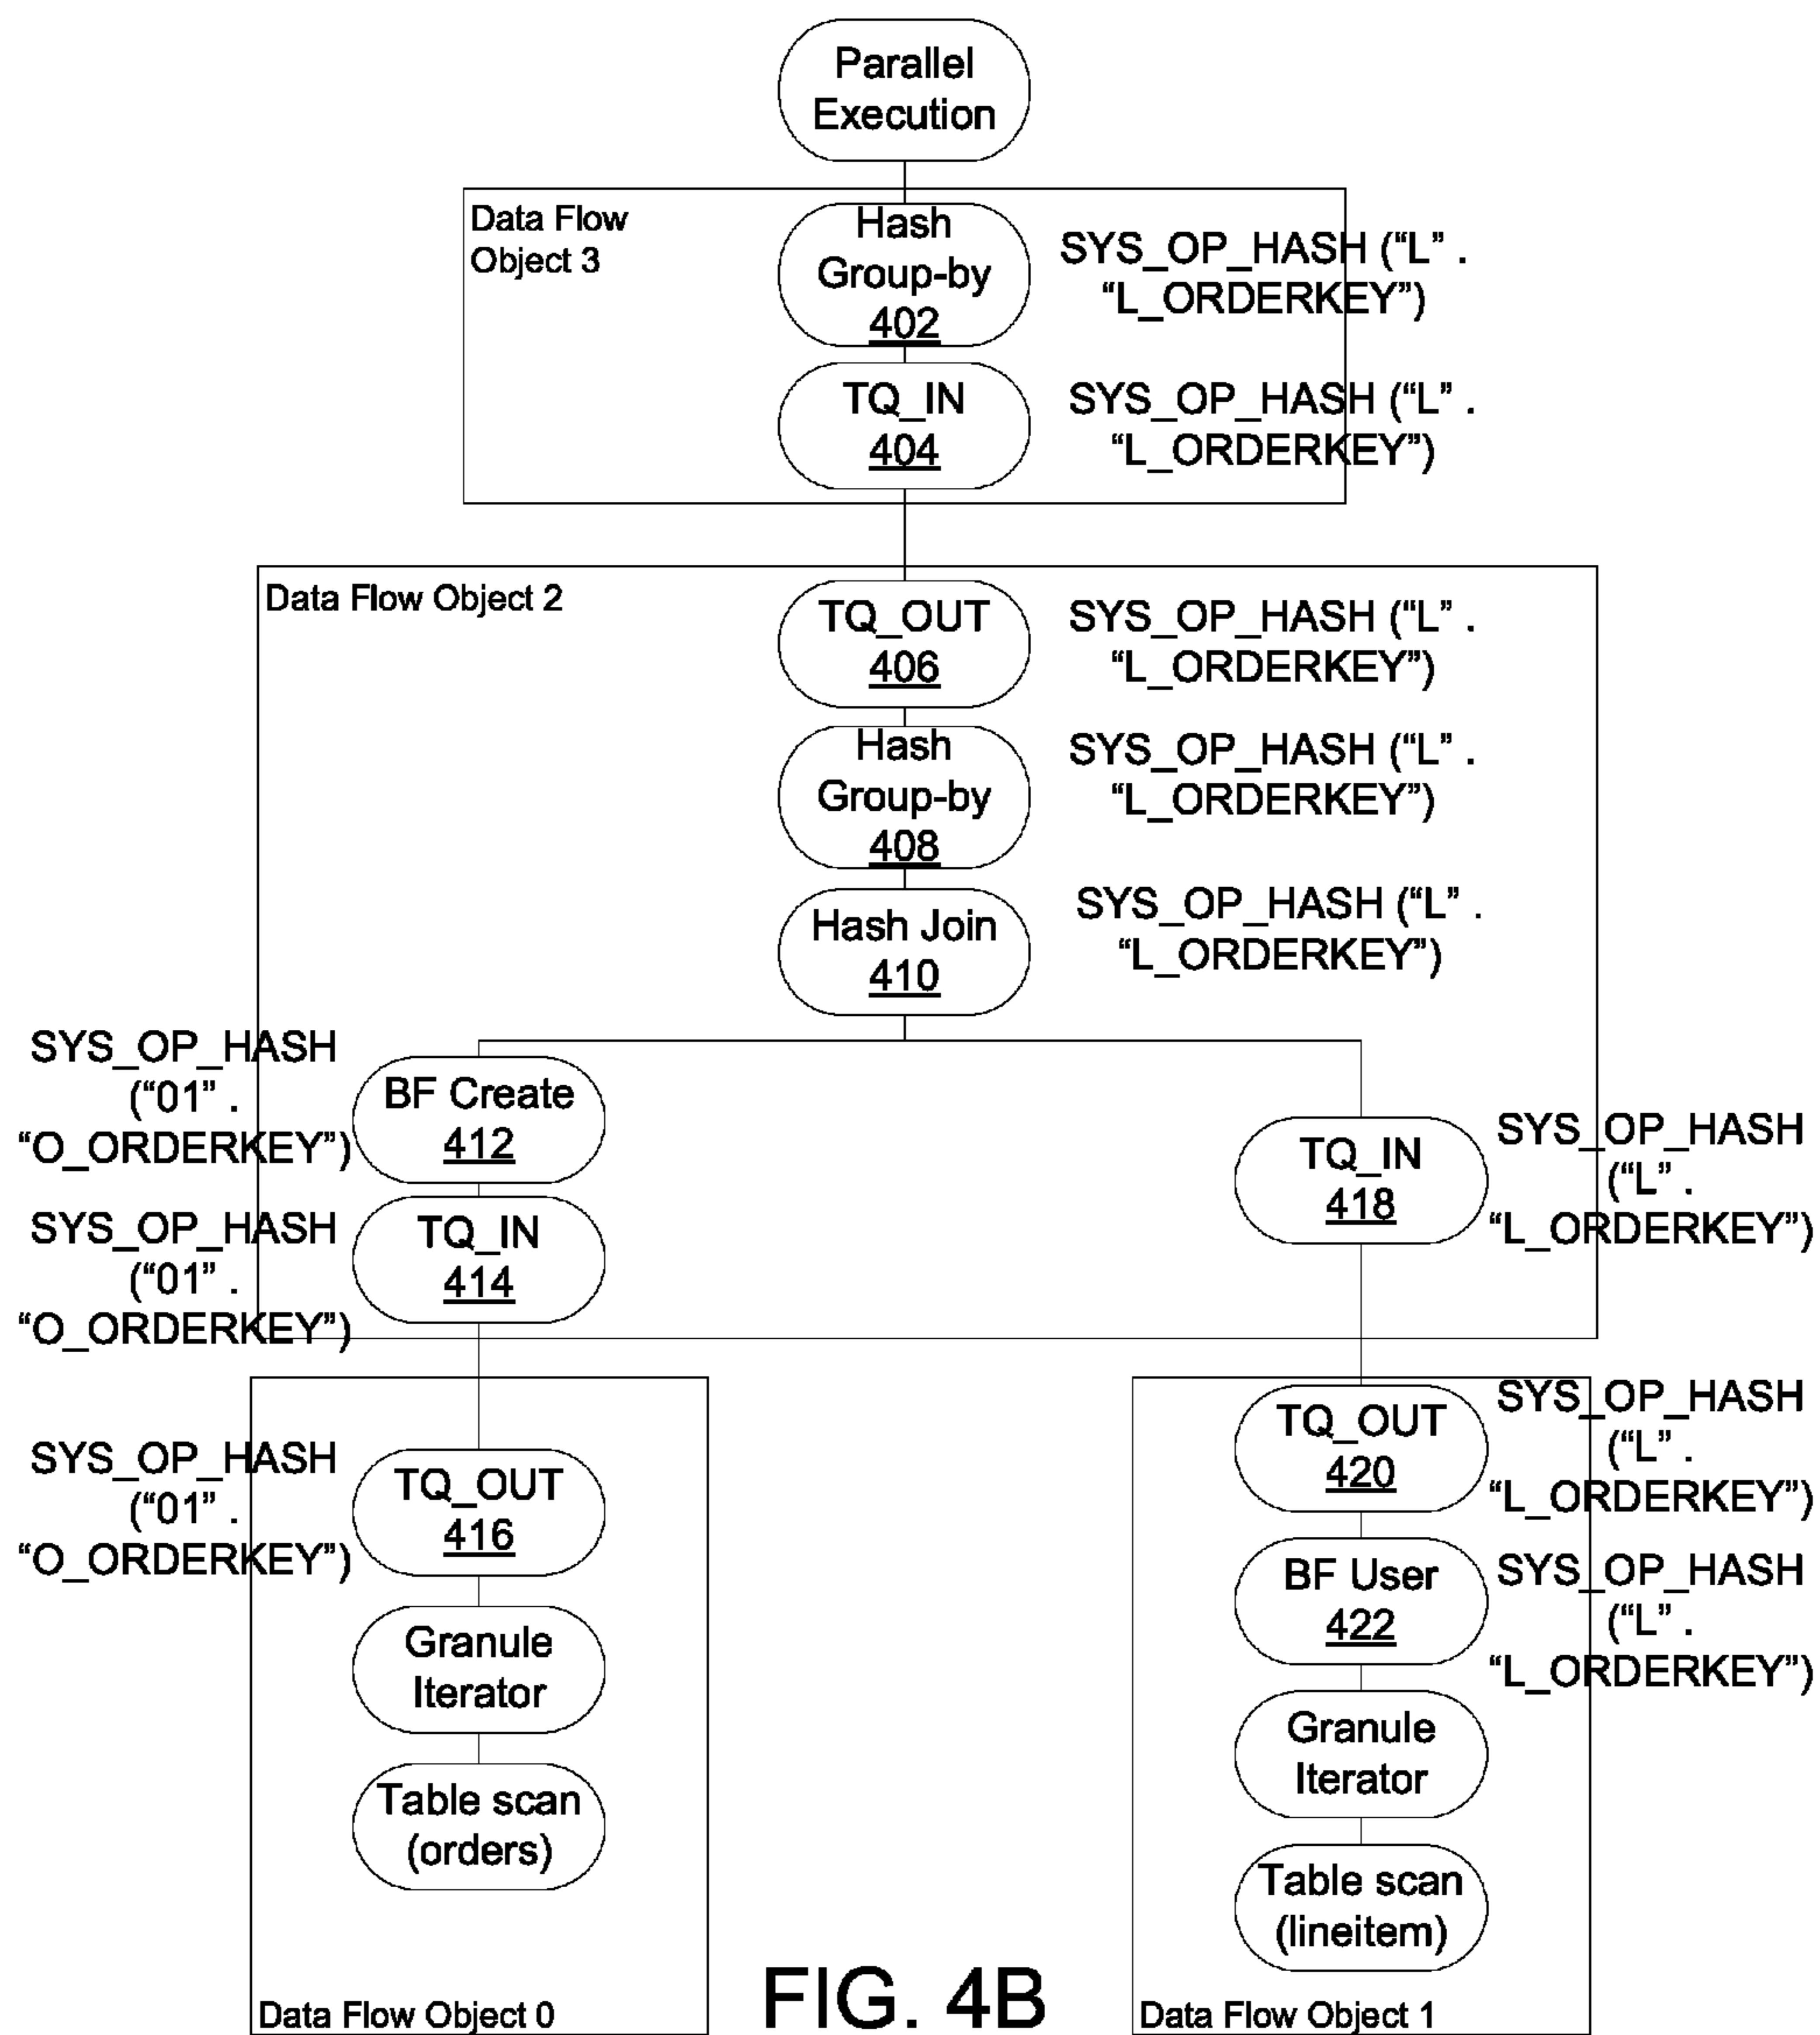 Parallel
Execution
Data Flow
Object 3
Hash
Group-by
402
SYS_OP_HASH (“L” .
“L_ORDERKEY”)
TQ_IN
404
SYS_OP_HASH (“L” .
“L_ORDERKEY”)
Data Flow Object 2
TQ_OUT
406
SYS_OP_HASH (“L” .
“L_ORDERKEY”)
Hash
Group-by
408
SYS_OP_HASH (“L” .
“L_ORDERKEY”)
Hash Join
410
SYS_OP_HASH (“L” .
“L_ORDERKEY”)
SYS_OP_HASH
(“01” .
“O_ORDERKEY”)
BF Create
412
SYS_OP_HASH
(“01” .
“O_ORDERKEY”)
TQ_IN
414
TQ_IN
418
SYS_OP_HASH
(“L” .
“L_ORDERKEY”)
SYS_OP_HASH
(“01” .
“O_ORDERKEY”)
TQ_OUT
416
Granule
Iterator
Table scan
(orders)
Data Flow Object 0
TQ_OUT
420
SYS_OP_HASH
(“L” .
“L_ORDERKEY”)
BF User
422
SYS_OP_HASH
(“L” .
“L_ORDERKEY”)
Granule
Iterator
Table scan
(lineitem)
Data Flow Object 1
FIG. 4B